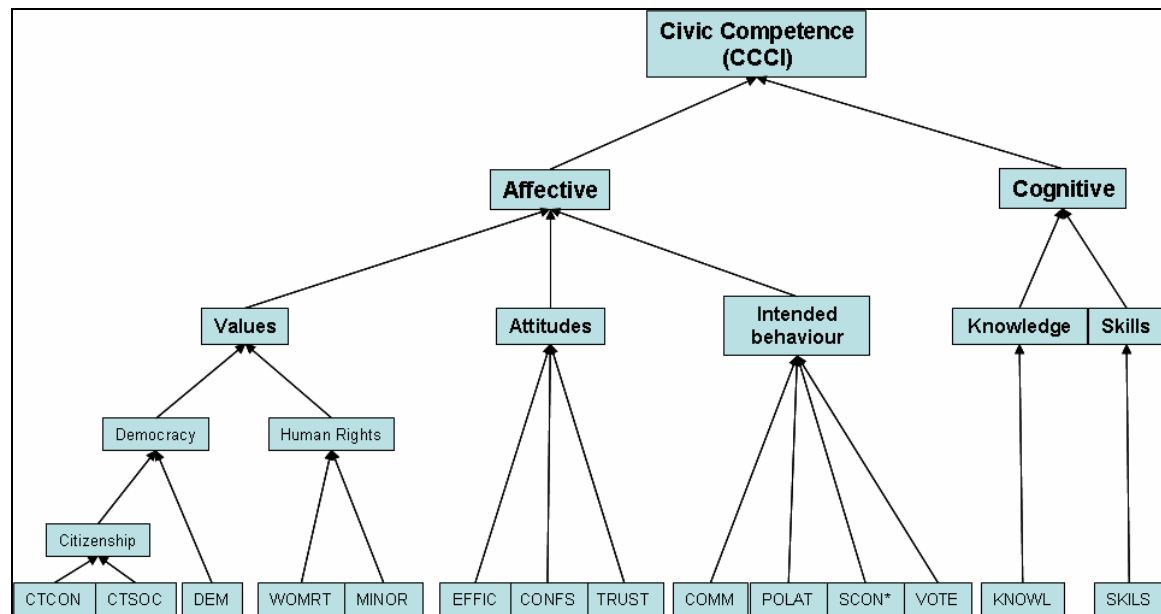 Civic Competence
(CCCI)
Affective
Cognitive
Values
Attitudes
Intended
behaviour
Knowledge
Skills
Democracy
Human Rights
Citizenship
CTCON
CTSOC
DEM
WOMRT
MINOR
EFFIC
CONFS
TRUST
COMM
POLAT
SCON*
VOTE
KNOWL
SKILS